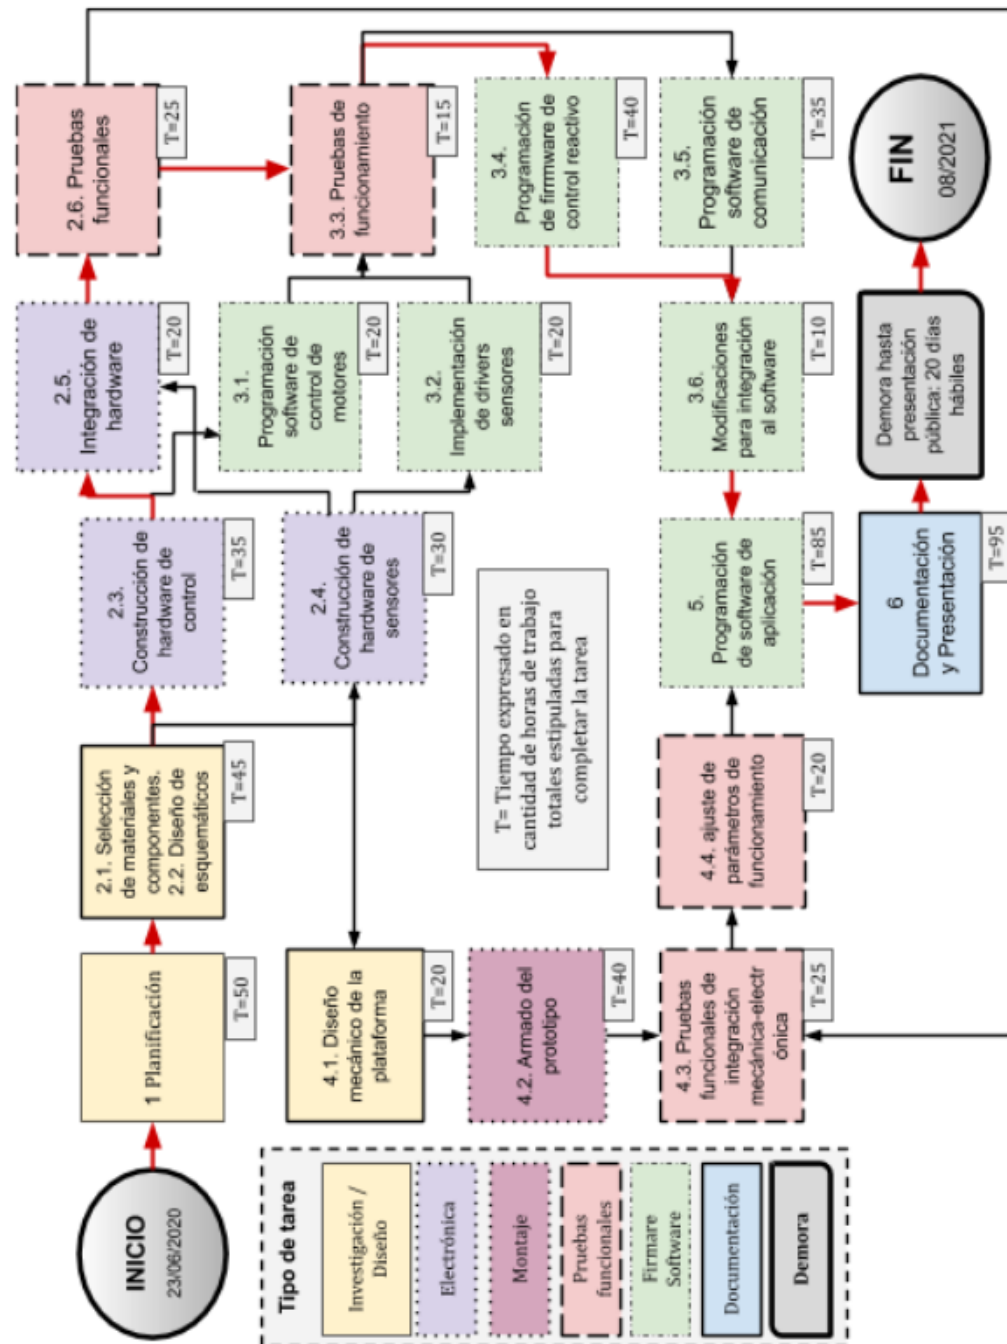 INICIO
23/06/2020
1 Planificación
T=50
2.1. Selección
de materiales y
componentes.
2.2. Diseño de
esquemáticos
T=45
2.3.
Construcción de
hardware de
control
T=35
2.5.
Integración de
hardware
T=20
2.6. Pruebas
funcionales
T=25
2.4.
Construcción de
hardware de
sensores
T=30
3.1.
Programación
software de
control de
motores
T=20
3.2.
Implementación
de drivers
sensores
T=20
3.3. Pruebas de
funcionamiento
T=15
3.4.
Programación
de firmware de
control reactivo
T=40
3.5.
Programación
software de
comunicación
T=35
3.6.
Modificaciones
para integración
al software
T=10
4.1. Diseño
mecánico de la
plataforma
T=20
4.2. Armado del
prototipo
T=40
4.3. Pruebas
funcionales de
integración
mecánica-electr
ónica
T=25
4.4. ajuste de
parámetros de
funcionamiento
T=20
5.
Programación
de software de
aplicación
T=85
6
Documentación
y Presentación
T=95
Demora hasta
presentación
pública: 20 días
hábiles
FIN
08/2021
T= Tiempo expresado en
cantidad de horas de trabajo
totales estipuladas para
completar la tarea
Tipo de tarea
Investigación /
Diseño
Electrónica
Montaje
Pruebas
funcionales
Firmare
Software
Documentación
Demora